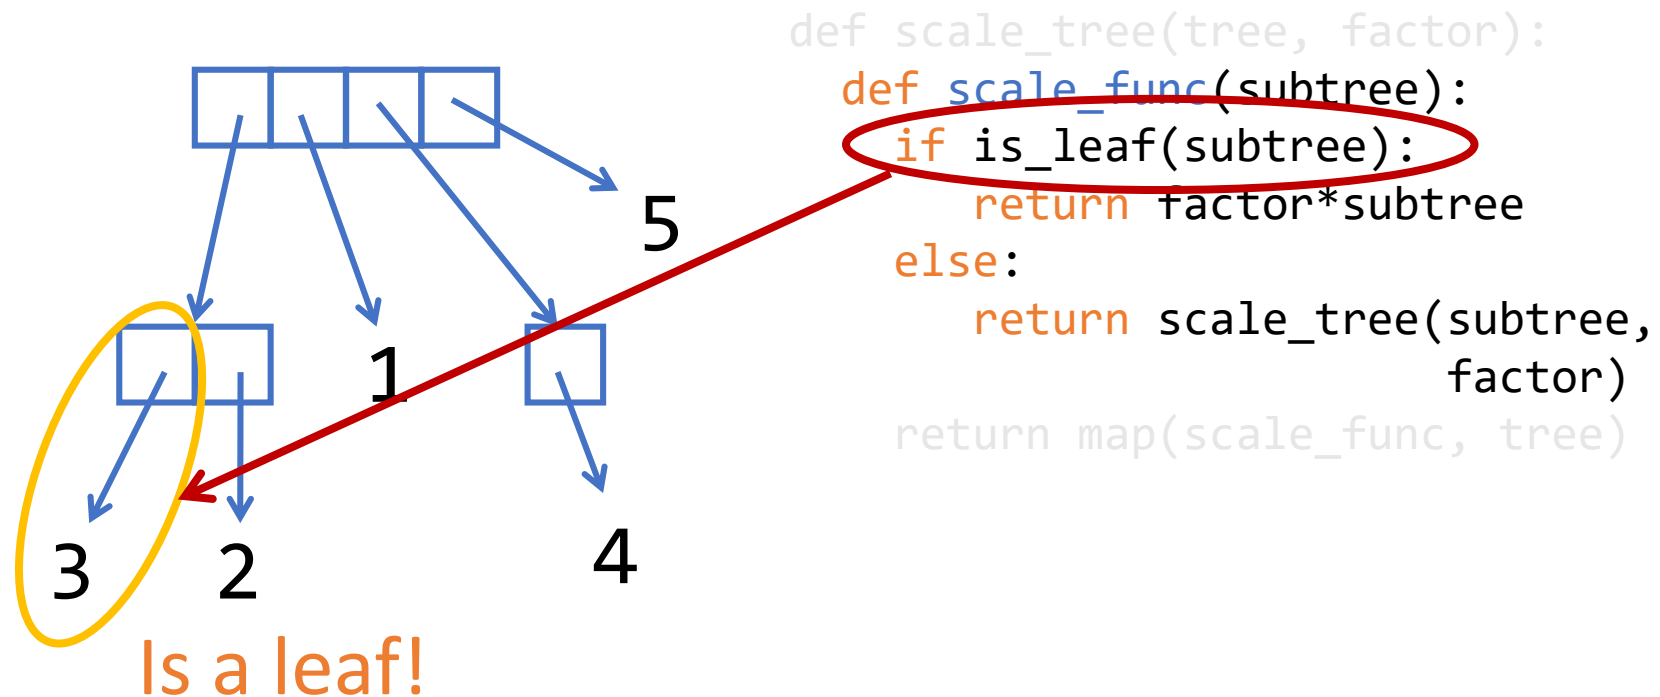 def scale_tree(tree, factor):
def scale_func(subtree):
if is_leaf(subtree):
return factor*subtree
else:
return scale_tree(subtree,
factor)
return map(scale_func, tree)
5
1
3
2
4
Is a leaf!